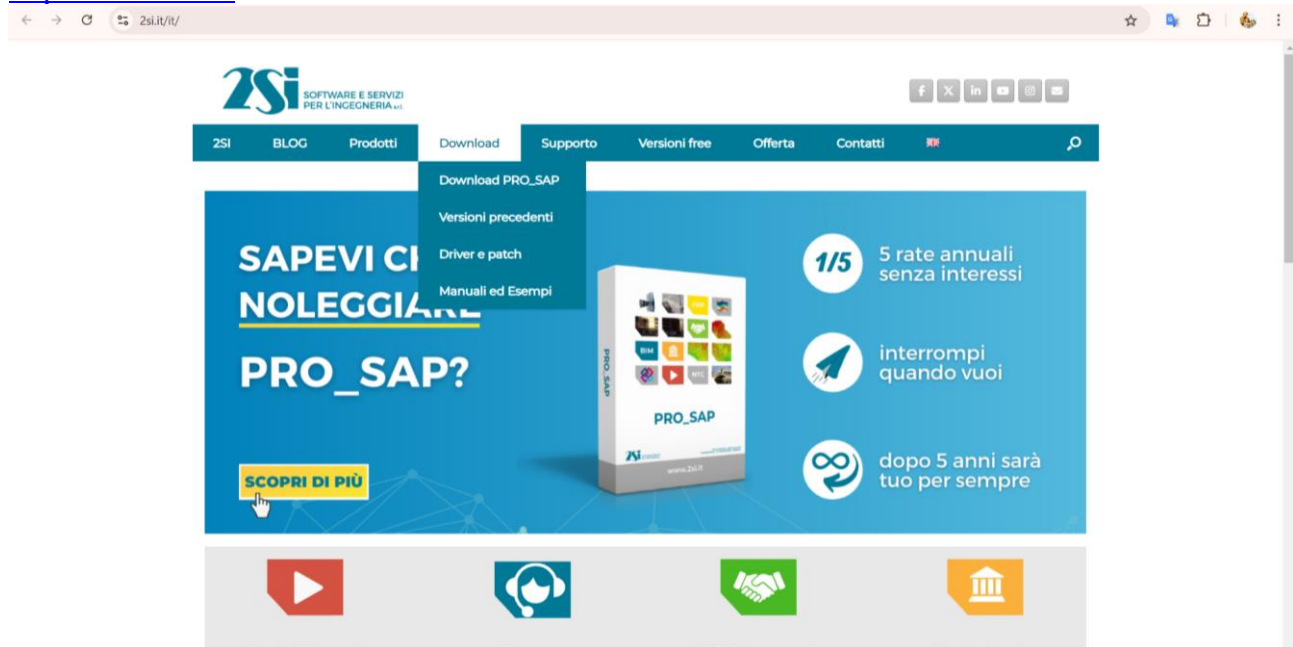 2si.it/it/
2Si SOFTWARE E SERVIZI
PER L'INGEGNERIA s.r.l.
2SI BLOG Prodotti Download Supporto Versioni free Offerta Contatti
Download PRO_SAP
Versioni precedenti
Driver e patch
Manuali ed Esempi
SAPEVI CH
NOLEGGIARE
PRO_SAP?
SCOPRI DI PIÙ
PRO_SAP
BIM
NTC
PRO_SAP
2Si
www.2si.it
1/5 5 rate annuali
senza interessi
interrompi
quando vuoi
dopo 5 anni sarà
tuo per sempre